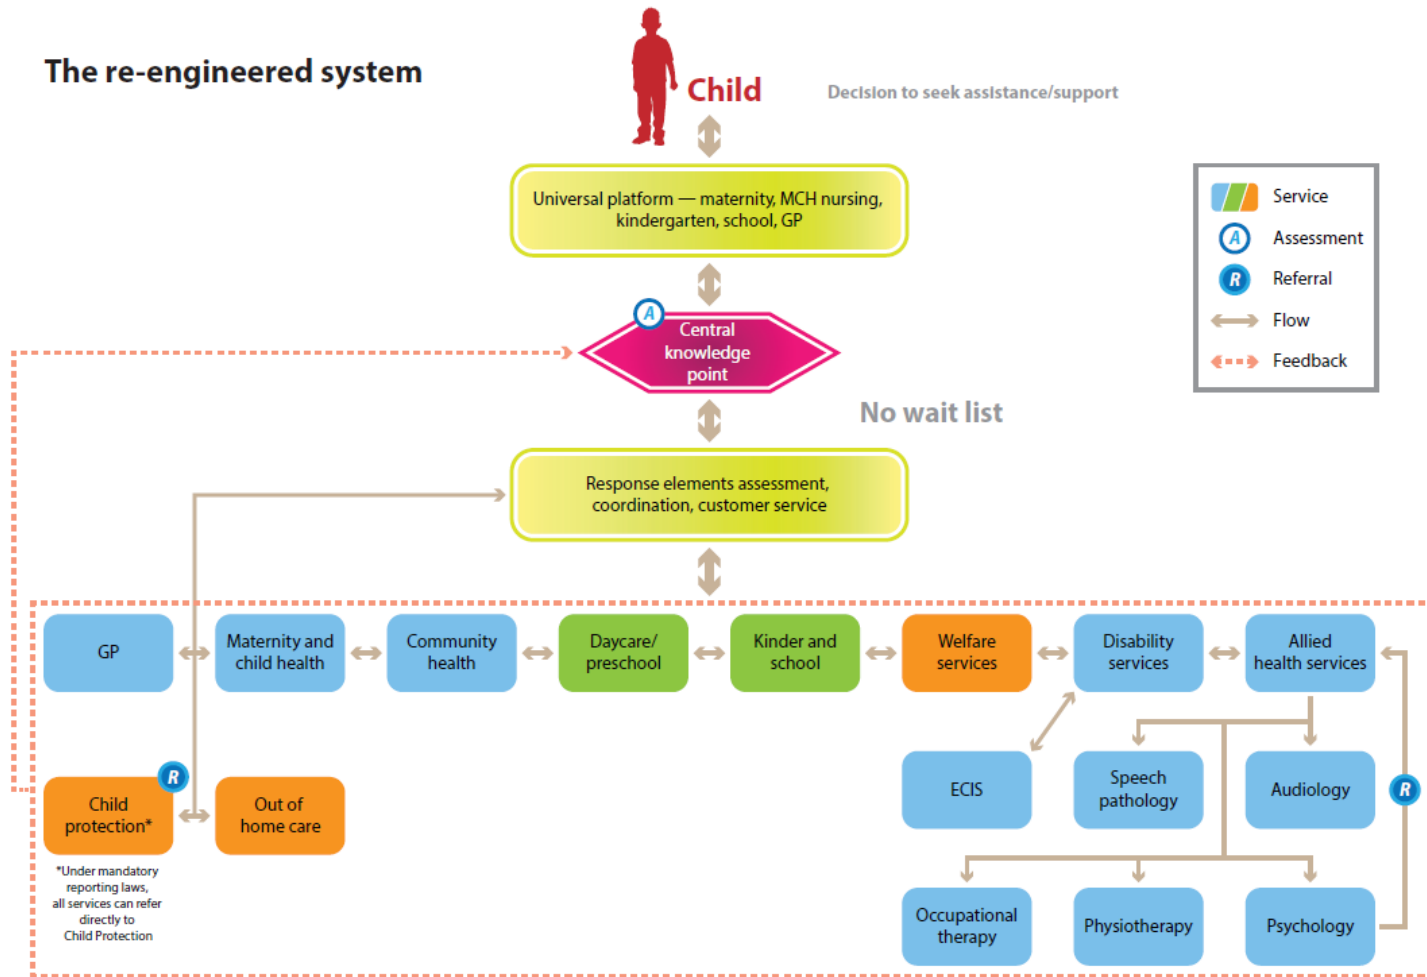 The re-engineered system
Child
Decision to seek assistance/support
Universal platform — maternity, MCH nursing,
kindergarten, school, GP
Service
A
Assessment
R
Referral
Flow
Feedback
A
Central
knowledge
point
No wait list
Response elements assessment,
coordination, customer service
GP
Maternity and
child health
Community
health
Daycare/
preschool
Kinder and
school
Welfare
services
Disability
services
Allied
health services
R
Child
protection*
Out of
home care
ECIS
Speech
pathology
Audiology
R
*Under mandatory
reporting laws,
all services can refer
directly to
Child Protection
Occupational
therapy
Physiotherapy
Psychology